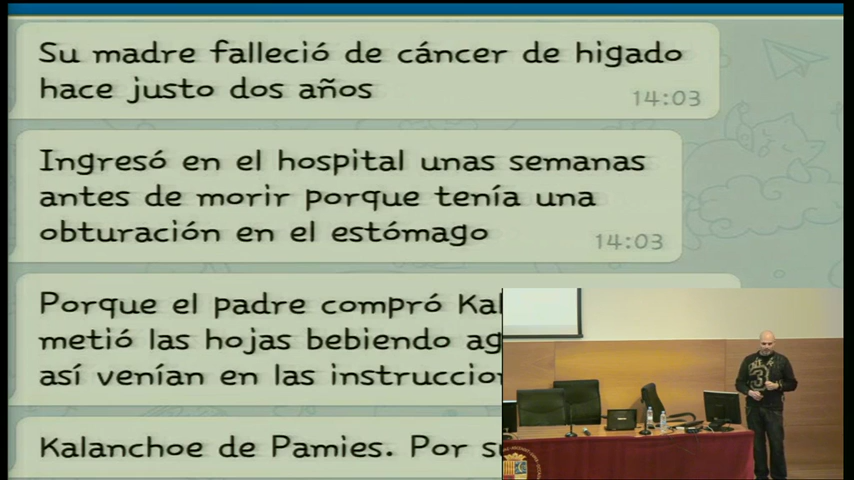 Su madre falleció de cáncer de higado
hace justo dos años
14:03
Ingresó en el hospital unas semanas
antes de morir porque tenía una
obturación en el estómago
14:03
Porque el padre compró
metió las hojas bebiendo
así venían en las
Kalanchoe de Pamies. Por
3